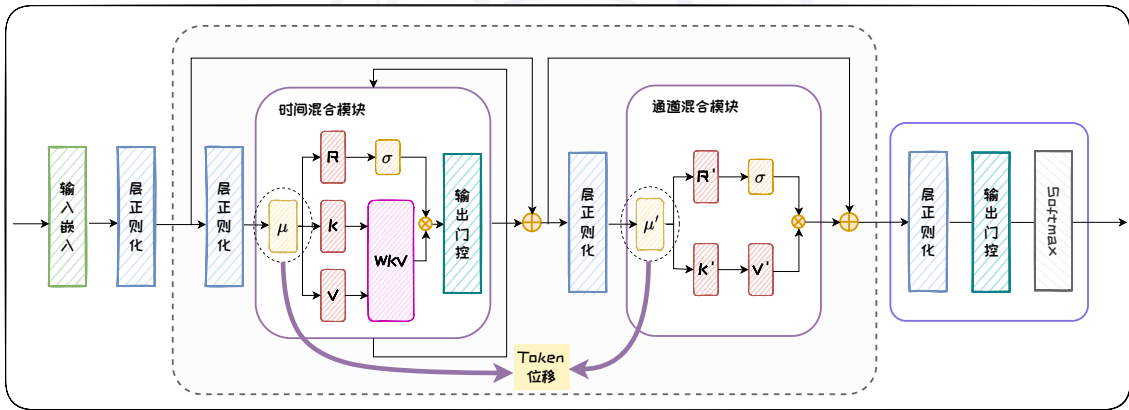 输入嵌入
层正则化
层正则化
时间混合模块
μ
R
k
V
σ
WKV
输出门控
层正则化
通道混合模块
μ'
R'
k'
σ
V'
层正则化
输出门控
Softmax
Token
位移